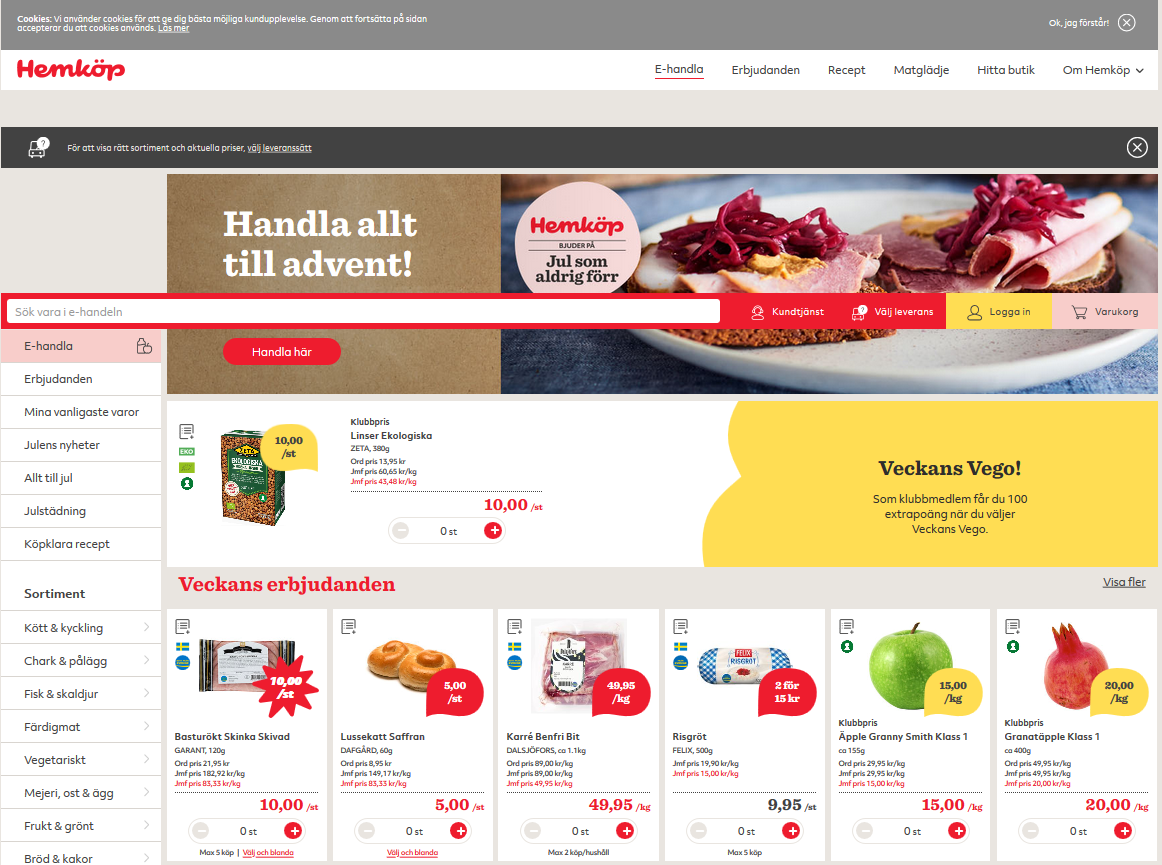 Cookies: Vi använder cookies för att ge dig bästa möjliga kundupplevelse. Genom att fortsätta på sidan
accepterar du att cookies används. Läs mer
Ok, jag förstår!
Hemköp
E-handla
Erbjudanden
Recept
Matglädje
Hitta butik
Om Hemköp
För att visa rätt sortiment och aktuella priser, välj leveranssätt
Handla allt
till advent!
Hemköp
BJUDER PÅ
Jul som
aldrig förr
Sök vara i e-handeln
Kundtjänst
Välj leverans
Logga in
Varukorg
Handla här
E-handla
Erbjudanden
Mina vanligaste varor
Julens nyheter
Allt till jul
Julstädning
Köpklara recept
Sortiment
Kött & kyckling
Chark & pålägg
Fisk & skaldjur
Färdigmat
Vegetariskt
Mejeri, ost & ägg
Frukt & grönt
Bröd & kakor
EKO
ZETA
EKOLOGISKA
10,00
/st
Klubbpris
Linser Ekologiska
ZETA, 380g
Ord pris 13,95 kr
Jmf pris 60,65 kr/kg
Jmf pris 43,48 kr/kg
10,00 /st
0 st
Veckans Vego!
Som klubbmedlem får du 100
extrapoäng när du väljer
Veckans Vego.
Veckans erbjudanden
Visa fler
10,00
/st
Basturökt Skinka Skivad
GARANT, 120g
Ord pris 21,95 kr
Jmf pris 182,92 kr/kg
Jmf pris 83,33 kr/kg
10,00 /st
0 st
Max 5 köp | Välj och blanda
5,00
/st
Lussekatt Saffran
DAFGÅRD, 60g
Ord pris 8,95 kr
Jmf pris 149,17 kr/kg
Jmf pris 83,33 kr/kg
5,00 /st
0 st
Välj och blanda
49,95
/kg
Karré Benfri Bit
DALSJÖFORS, ca 1.1kg
Ord pris 89,00 kr/kg
Jmf pris 89,00 kr/kg
Jmf pris 49,95 kr/kg
49,95 /kg
0 st
Max 2 köp/hushåll
FELIX
RISGRÖT
2 för
15 kr
Risgröt
FELIX, 500g
Jmf pris 19,90 kr/kg
Jmf pris 15,00 kr/kg
9,95 /st
0 st
Max 5 köp
15,00
/kg
Klubbpris
Äpple Granny Smith Klass 1
ca 155g
Ord pris 29,95 kr/kg
Jmf pris 29,95 kr/kg
Jmf pris 15,00 kr/kg
15,00 /kg
0 st
20,00
/kg
Klubbpris
Granatäpple Klass 1
ca 400g
Ord pris 49,95 kr/kg
Jmf pris 49,95 kr/kg
Jmf pris 20,00 kr/kg
20,00 /kg
0 st